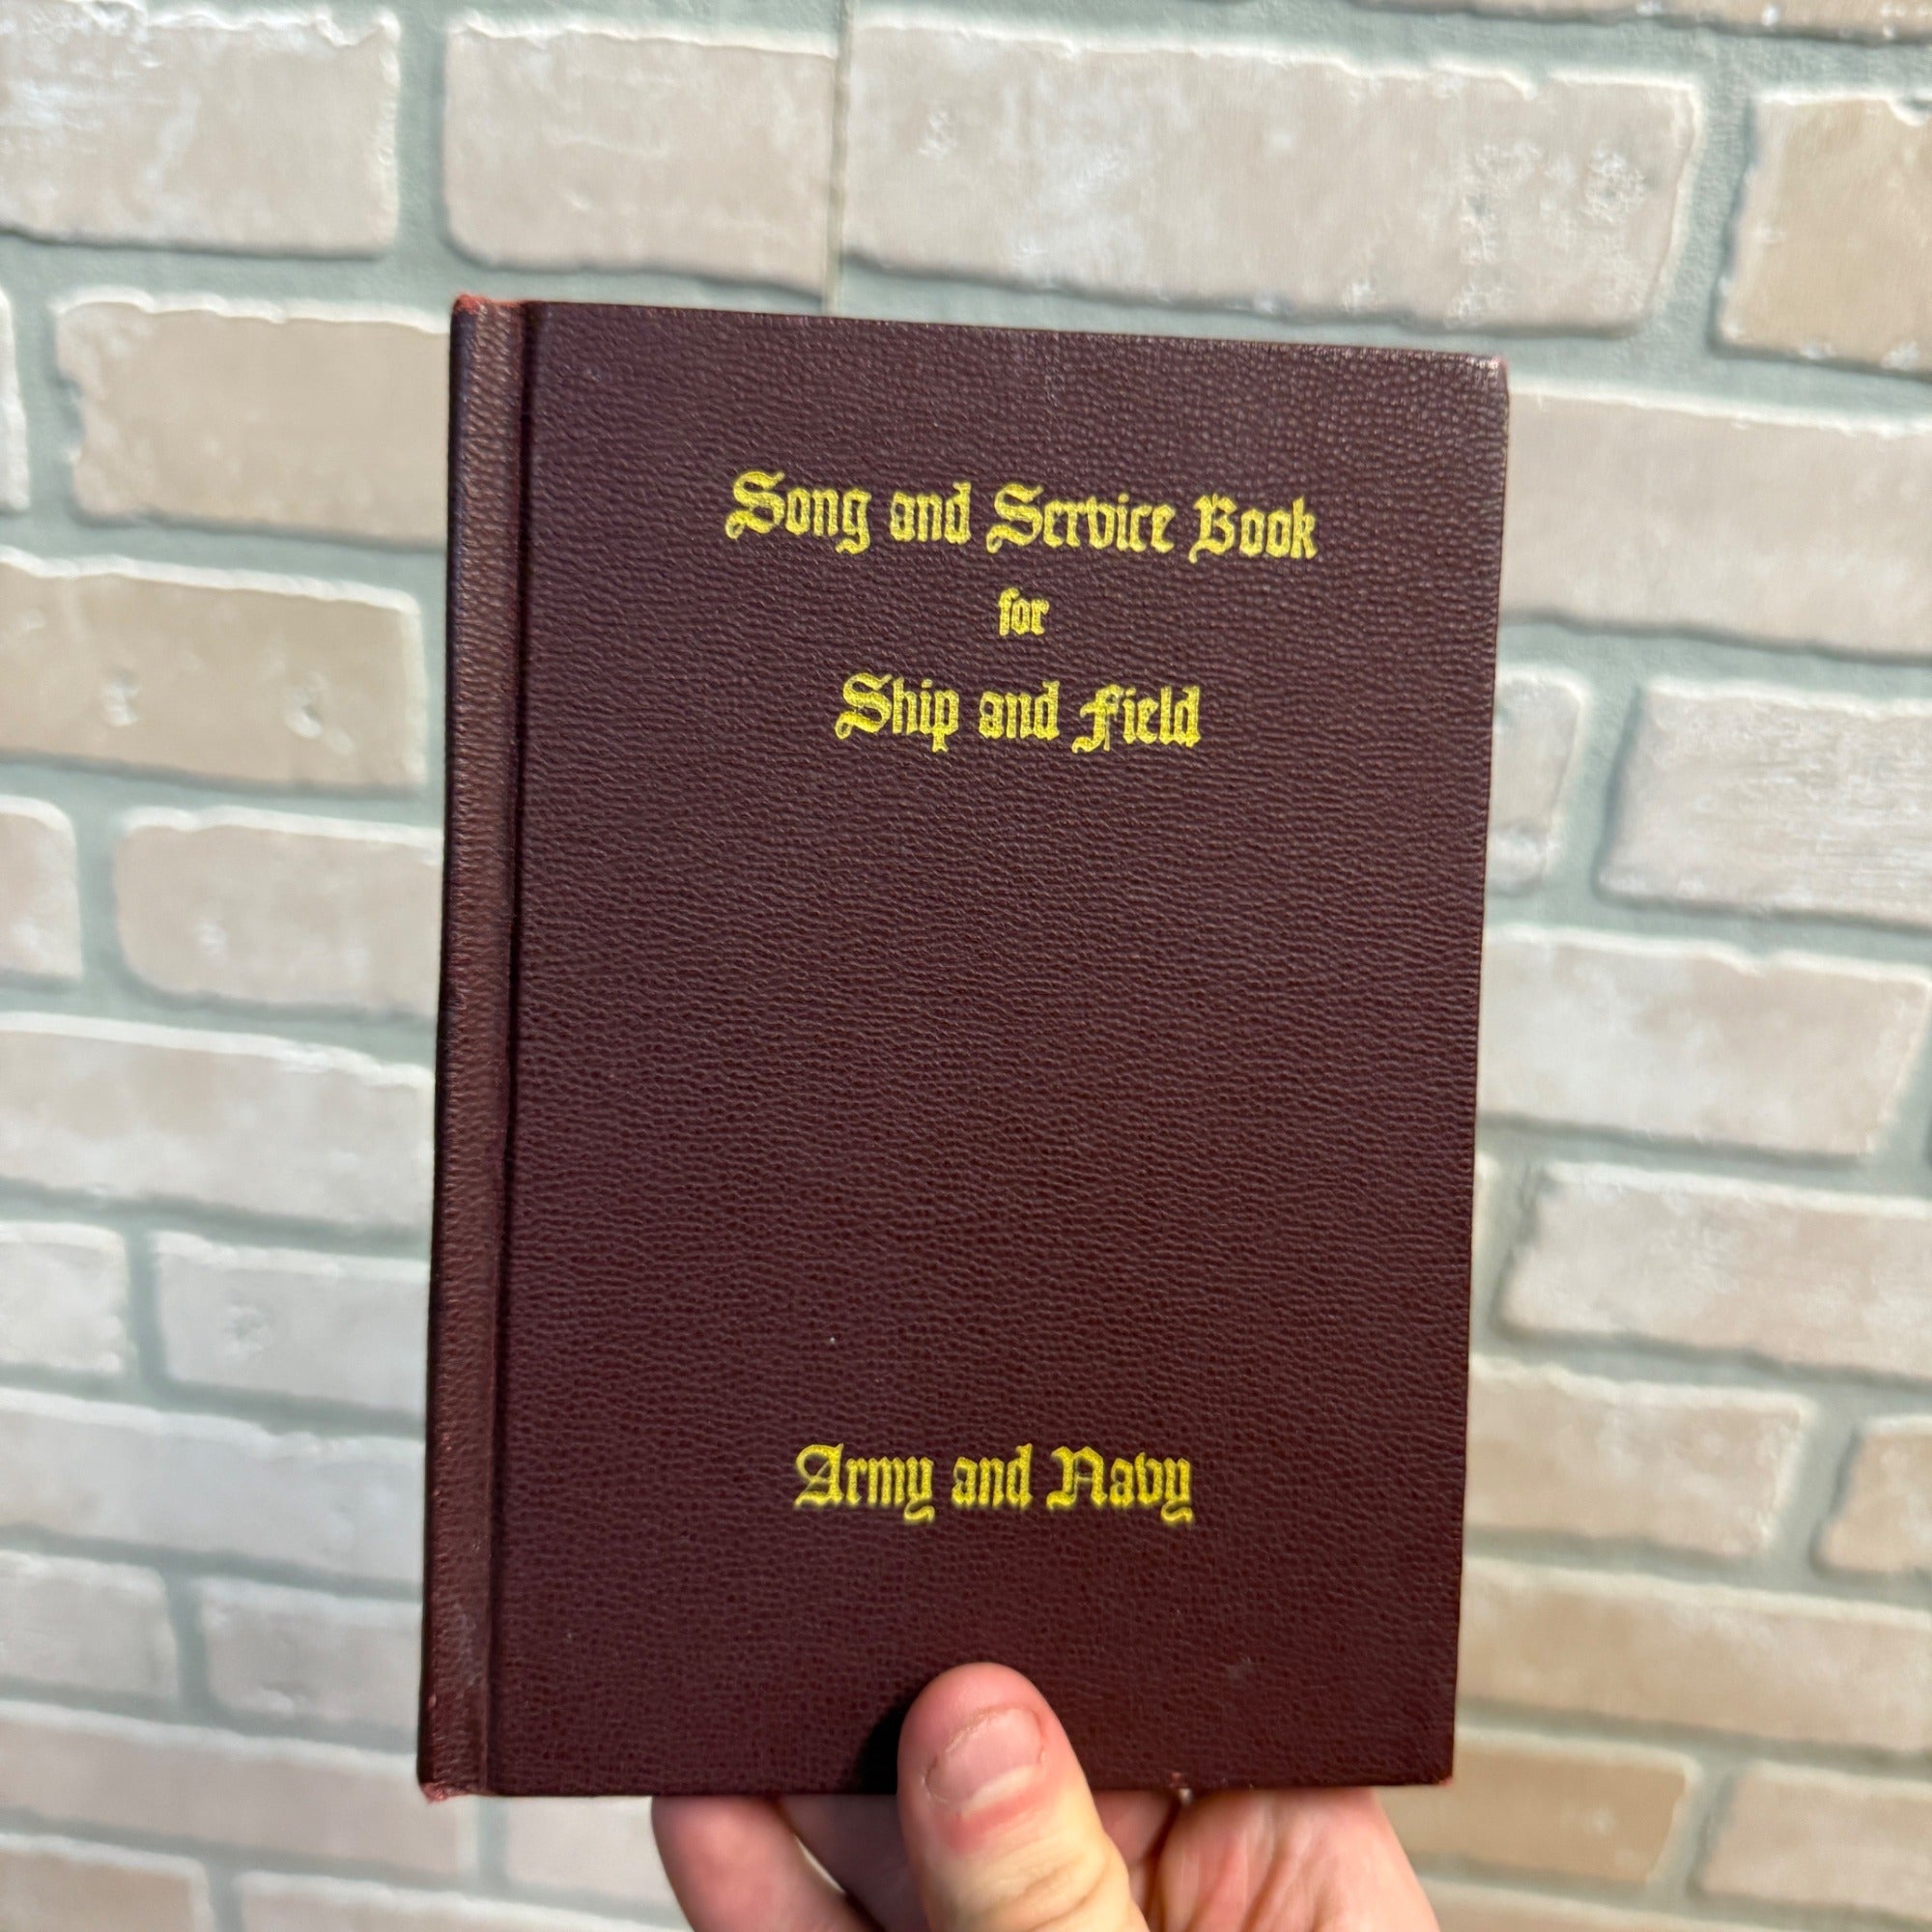 Song and Service Book
for
Ship and Field
Army and Navy